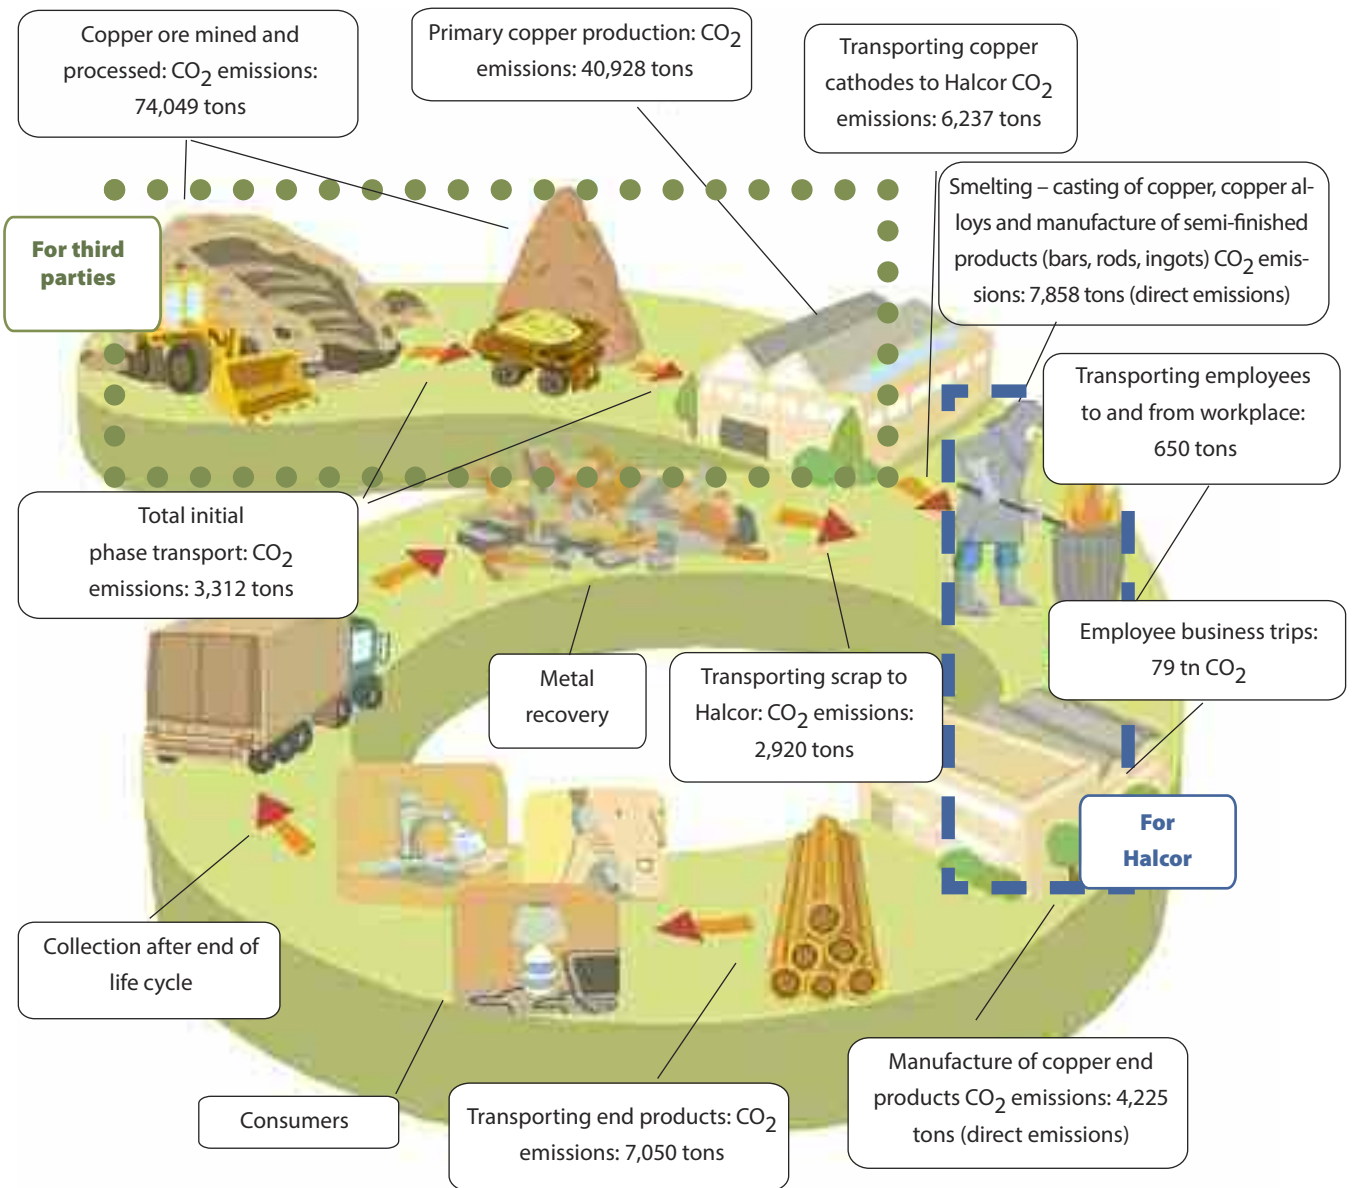 Copper ore mined and
processed: CO2 emissions:
74,049 tons
Primary copper production: CO2
emissions: 40,928 tons
Transporting copper
cathodes to Halcor CO2
emissions: 6,237 tons
Smelting – casting of copper, copper al-
loys and manufacture of semi-finished
products (bars, rods, ingots) CO2 emis-
sions: 7,858 tons (direct emissions)
For third
parties
Transporting employees
to and from workplace:
650 tons
Total initial
phase transport: CO2
emissions: 3,312 tons
Employee business trips:
79 tn CO2
Metal
recovery
Transporting scrap to
Halcor: CO2 emissions:
2,920 tons
For
Halcor
Collection after end of
life cycle
Consumers
Transporting end products: CO2
emissions: 7,050 tons
Manufacture of copper end
products CO2 emissions: 4,225
tons (direct emissions)